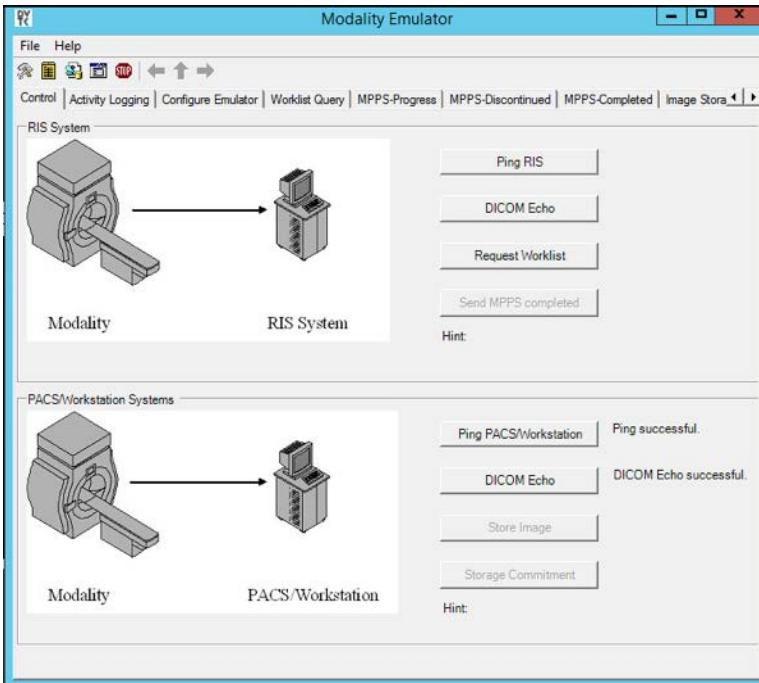 Modality Emulator
File Help
Control Activity Logging Configure Emulator Worklist Query MPPS-Progress MPPS-Discontinued MPPS-Completed Image Stora
RIS System
Ping RIS
DICOM Echo
Request Worklist
Send MPPS completed
Modality RIS System
Hint:
PACS/Workstation Systems
Ping PACS/Workstation Ping successful.
DICOM Echo DICOM Echo successful.
Store Image
Storage Commitment
Modality PACS/Workstation
Hint: